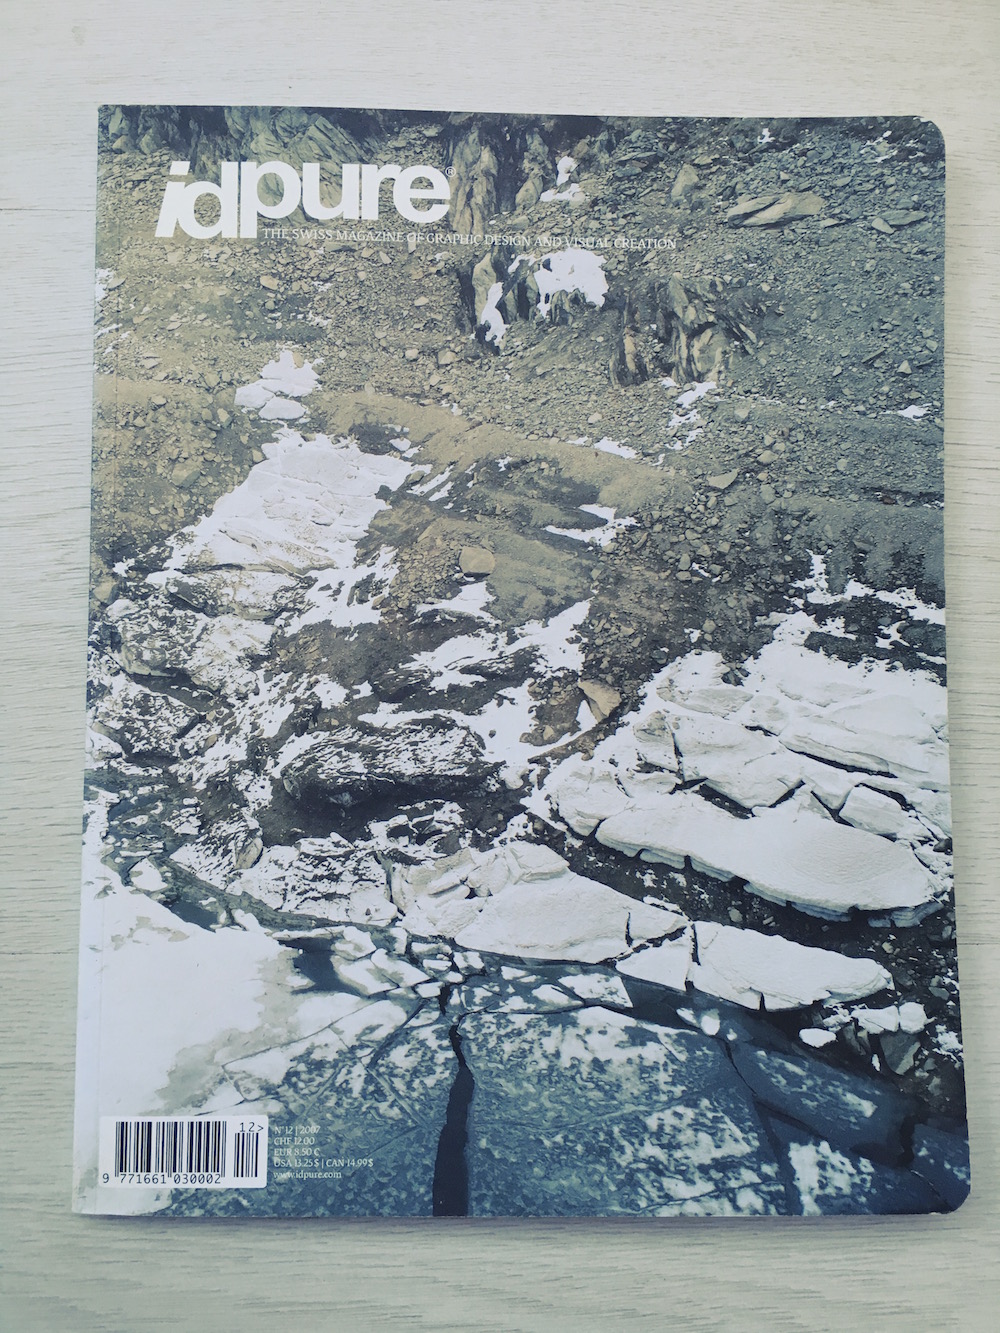 idpure®
THE SWISS MAGAZINE OF GRAPHIC DESIGN AND VISUAL CREATION
12>
9 771661 030002
N°12 | 2007
CHF 12.00
EUR 8.50 €
USA 13.25 $ | CAN 14.99 $
www.idpure.com